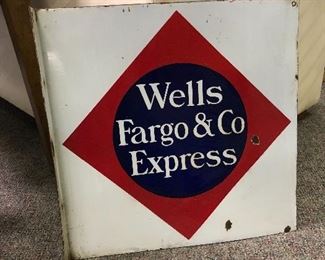 Wells
Fargo & Co
Express